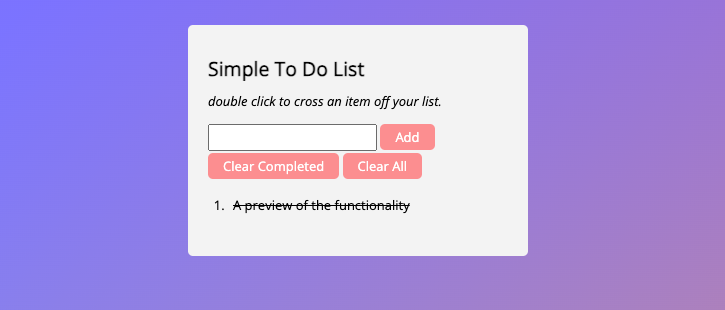 Simple To Do List
double click to cross an item off your list.
Add
Clear Completed Clear All
1. A preview of the functionality